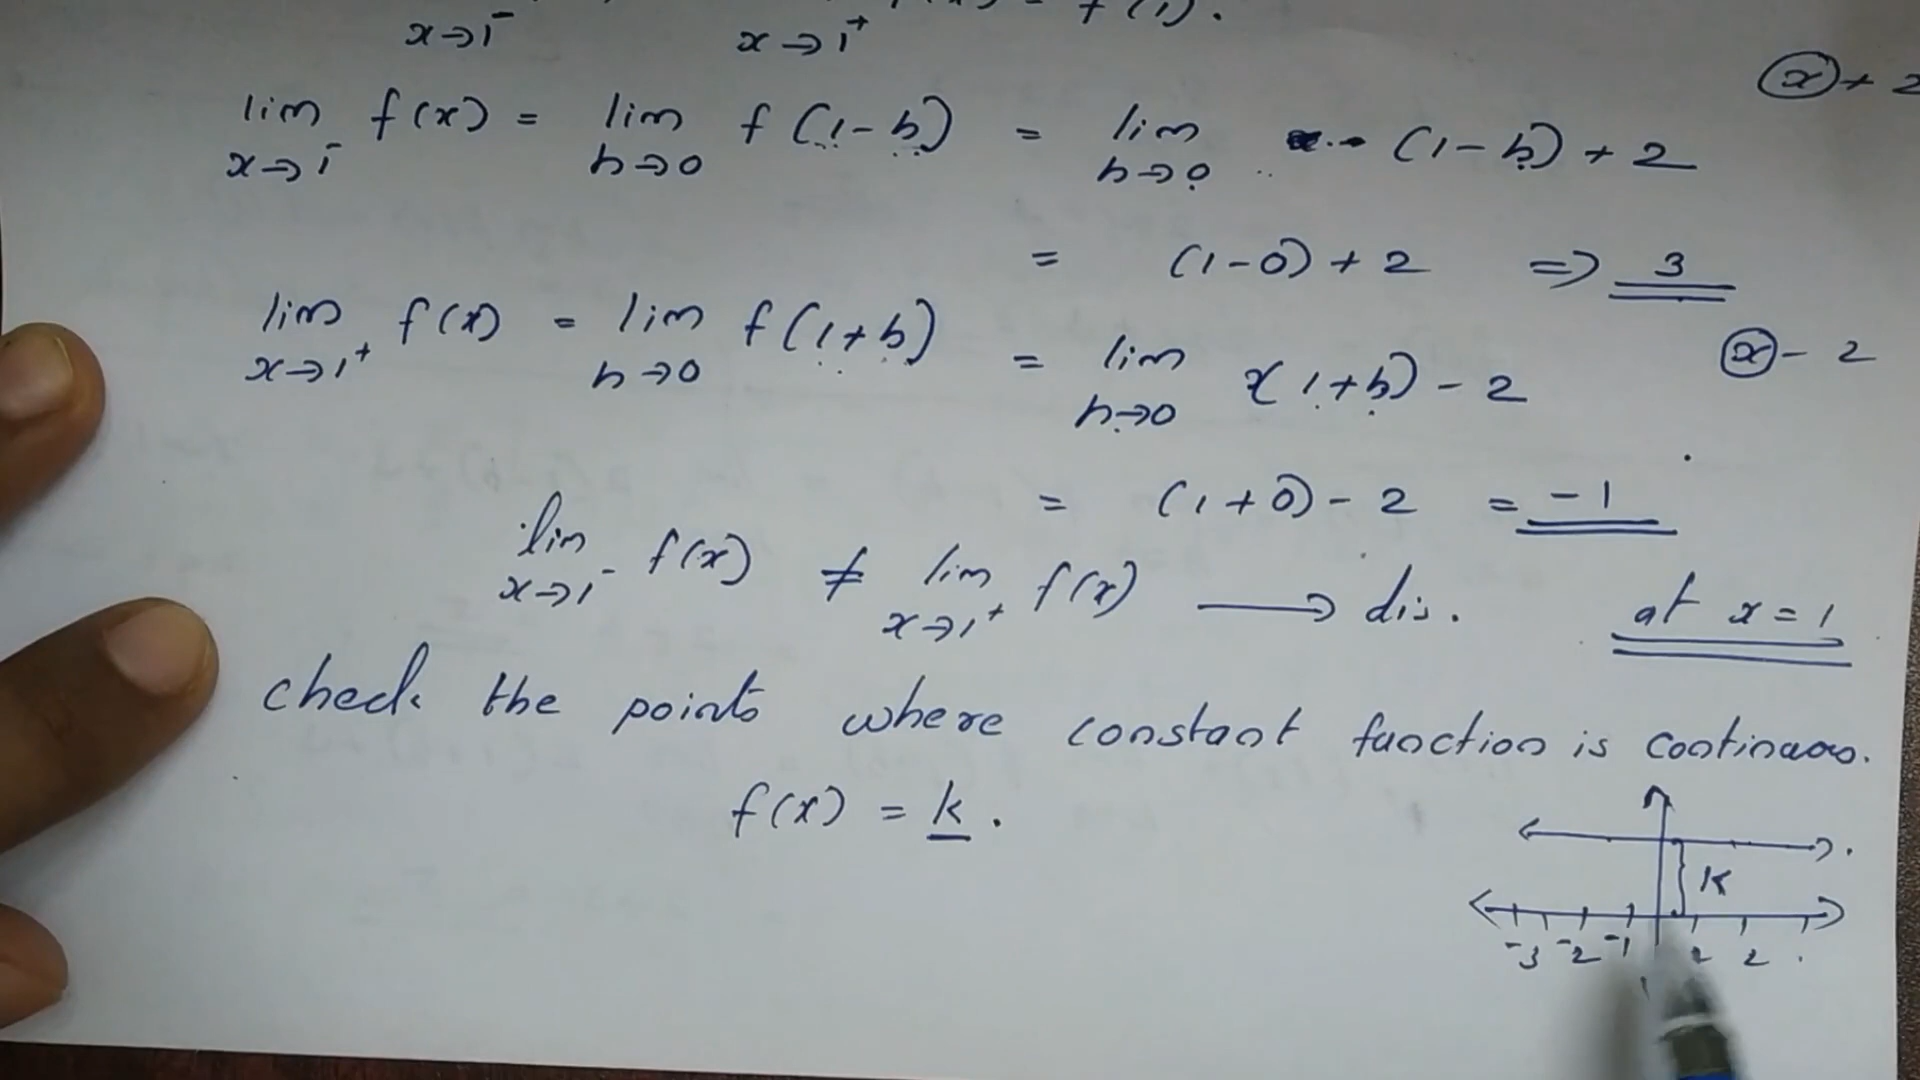 x→1⁻ x→1⁺ f(1).
x + 2
lim f(x) = lim f(1-h) = lim (1-h) + 2
x→1⁻ h→0 h→0
= (1-0) + 2 ⇒ 3
lim f(x) = lim f(1+h) = lim (1+h) - 2
x→1⁺ h→0 h→0
x - 2
= (1+0) - 2 = -1
lim f(x) ≠ lim f(x) → dis. at x = 1
x→1⁻ x→1⁺
check the points where constant function is continuous.
f(x) = k.
K
-3 -2 -1 2